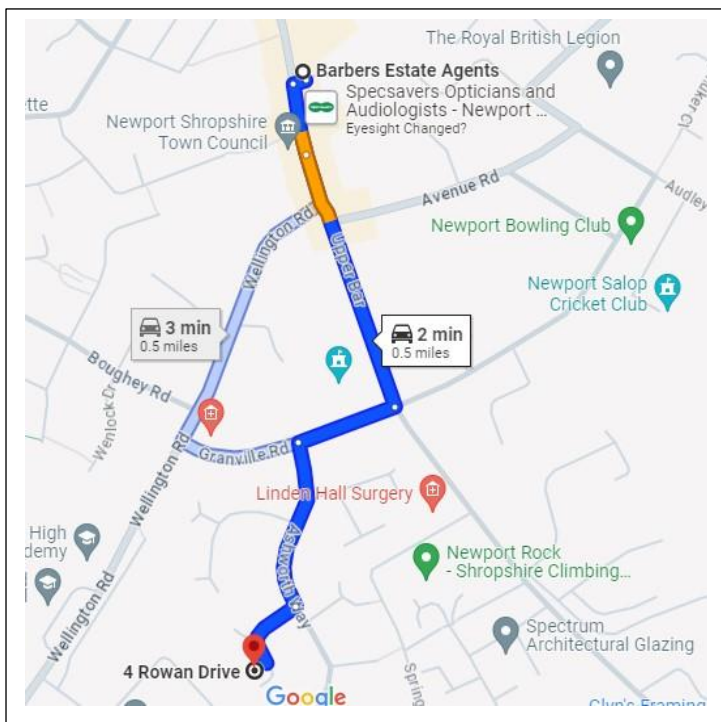 The Royal British Legion
Barbers Estate Agents
Specsavers Opticians and
Audiologists - Newport ...
Eyesight Changed?
Newport Shropshire
Town Council
Avenue Rd
Audley
Newport Bowling Club
Wellington Rd
Upper Bar
Newport Salop
Cricket Club
3 min
0.5 miles
2 min
0.5 miles
Boughey Rd
Wenlock Dr
Granville Rd
Wellington Rd
Linden Hall Surgery
High
Ashworth Way
Newport Rock
- Shropshire Climbing...
Wellington Rd
Spectrum
Architectural Glazing
4 Rowan Drive
Spring
Google
Glyn's Framing